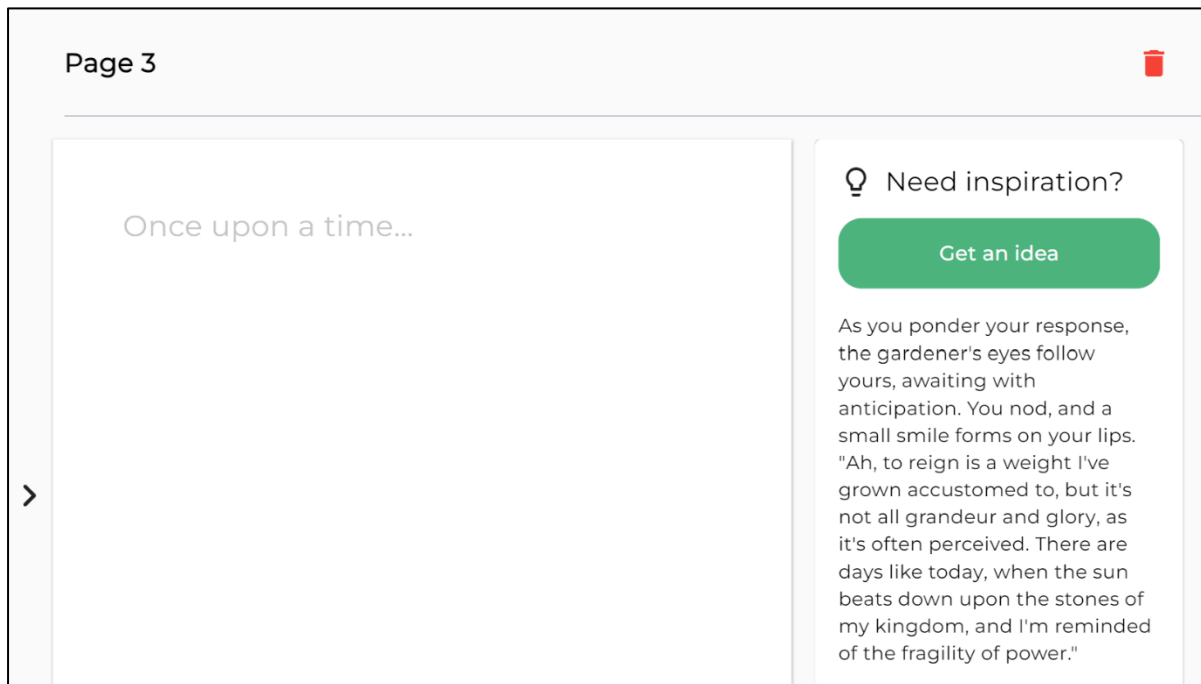 Page 3
Once upon a time...
Need inspiration?
Get an idea
As you ponder your response,
the gardener's eyes follow
yours, awaiting with
anticipation. You nod, and a
small smile forms on your lips.
"Ah, to reign is a weight I've
grown accustomed to, but it's
not all grandeur and glory, as
it's often perceived. There are
days like today, when the sun
beats down upon the stones of
my kingdom, and I'm reminded
of the fragility of power."